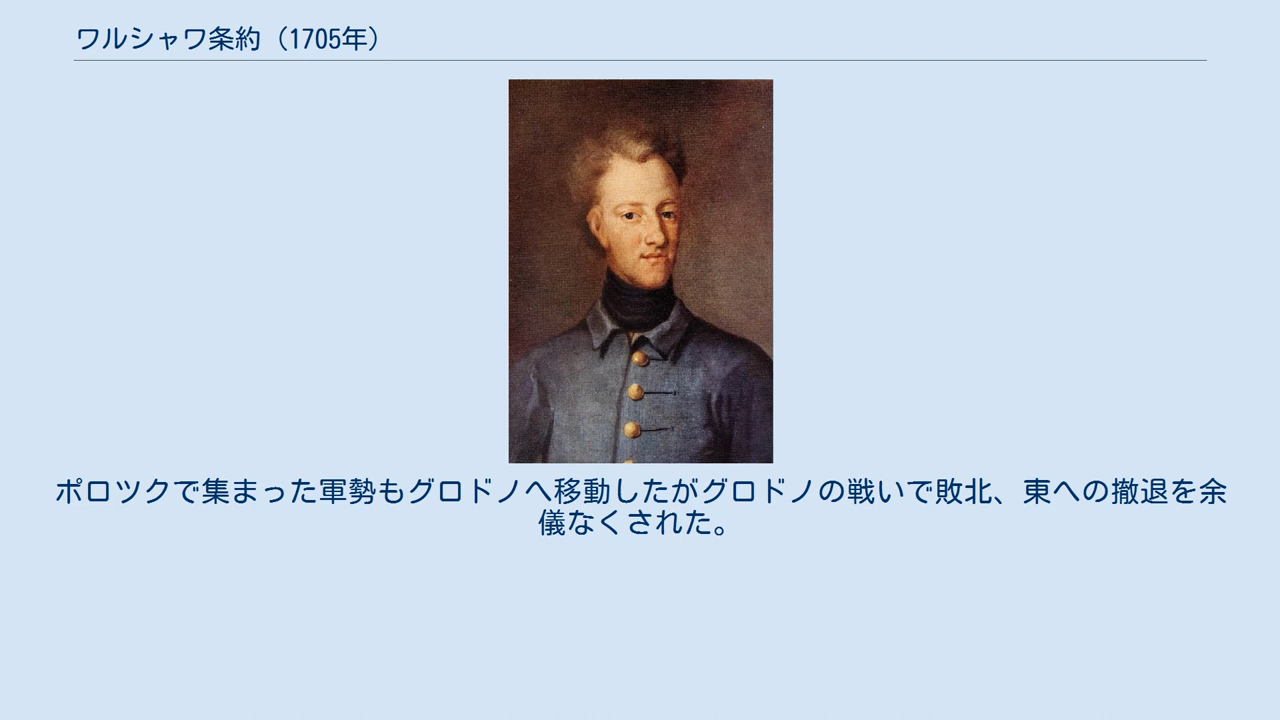 ワルシャワ条約（1705年）
ポロツクで集まった軍勢もグロドノへ移動したがグロドノの戦いで敗北、東への撤退を余
儀なくされた。